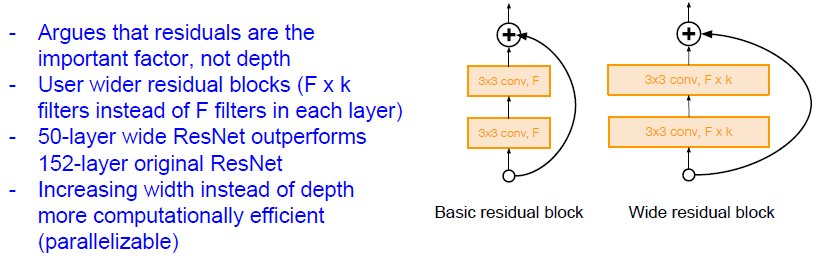 - Argues that residuals are the
important factor, not depth
- User wider residual blocks (F x k
filters instead of F filters in each layer)
- 50-layer wide ResNet outperforms
152-layer original ResNet
- Increasing width instead of depth
more computationally efficient
(parallelizable)
+
3x3 conv, F
3x3 conv, F
Basic residual block
+
3x3 conv, F x k
3x3 conv, F x k
Wide residual block